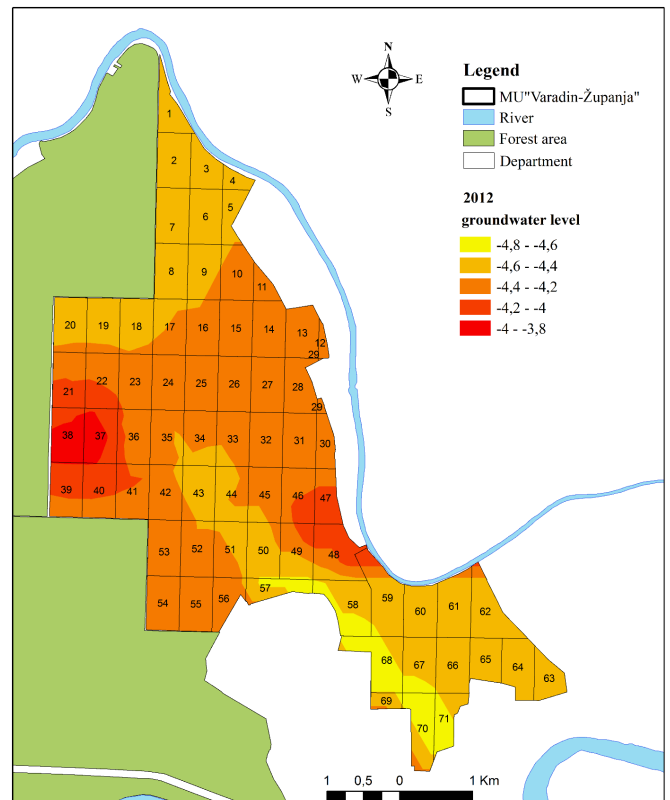 N
W E
S
Legend
MU"Varadin-Županja"
River
Forest area
Department
2012
groundwater level
-4,8 - -4,6
-4,6 - -4,4
-4,4 - -4,2
-4,2 - -4
-4 - -3,8
1
2 3 4
5
6
7
8 9 10
11
20 19 18 17 16 15 14 13
12
29
21 22 23 24 25 26 27 28
29
38 37 36 35 34 33 32 31 30
39 40 41 42 43 44 45 46 47
53 52 51 50 49 48
54 55 56 57 58 59 60 61 62
68 67 66 65 64 63
69
70 71
1 0,5 0 1 Km